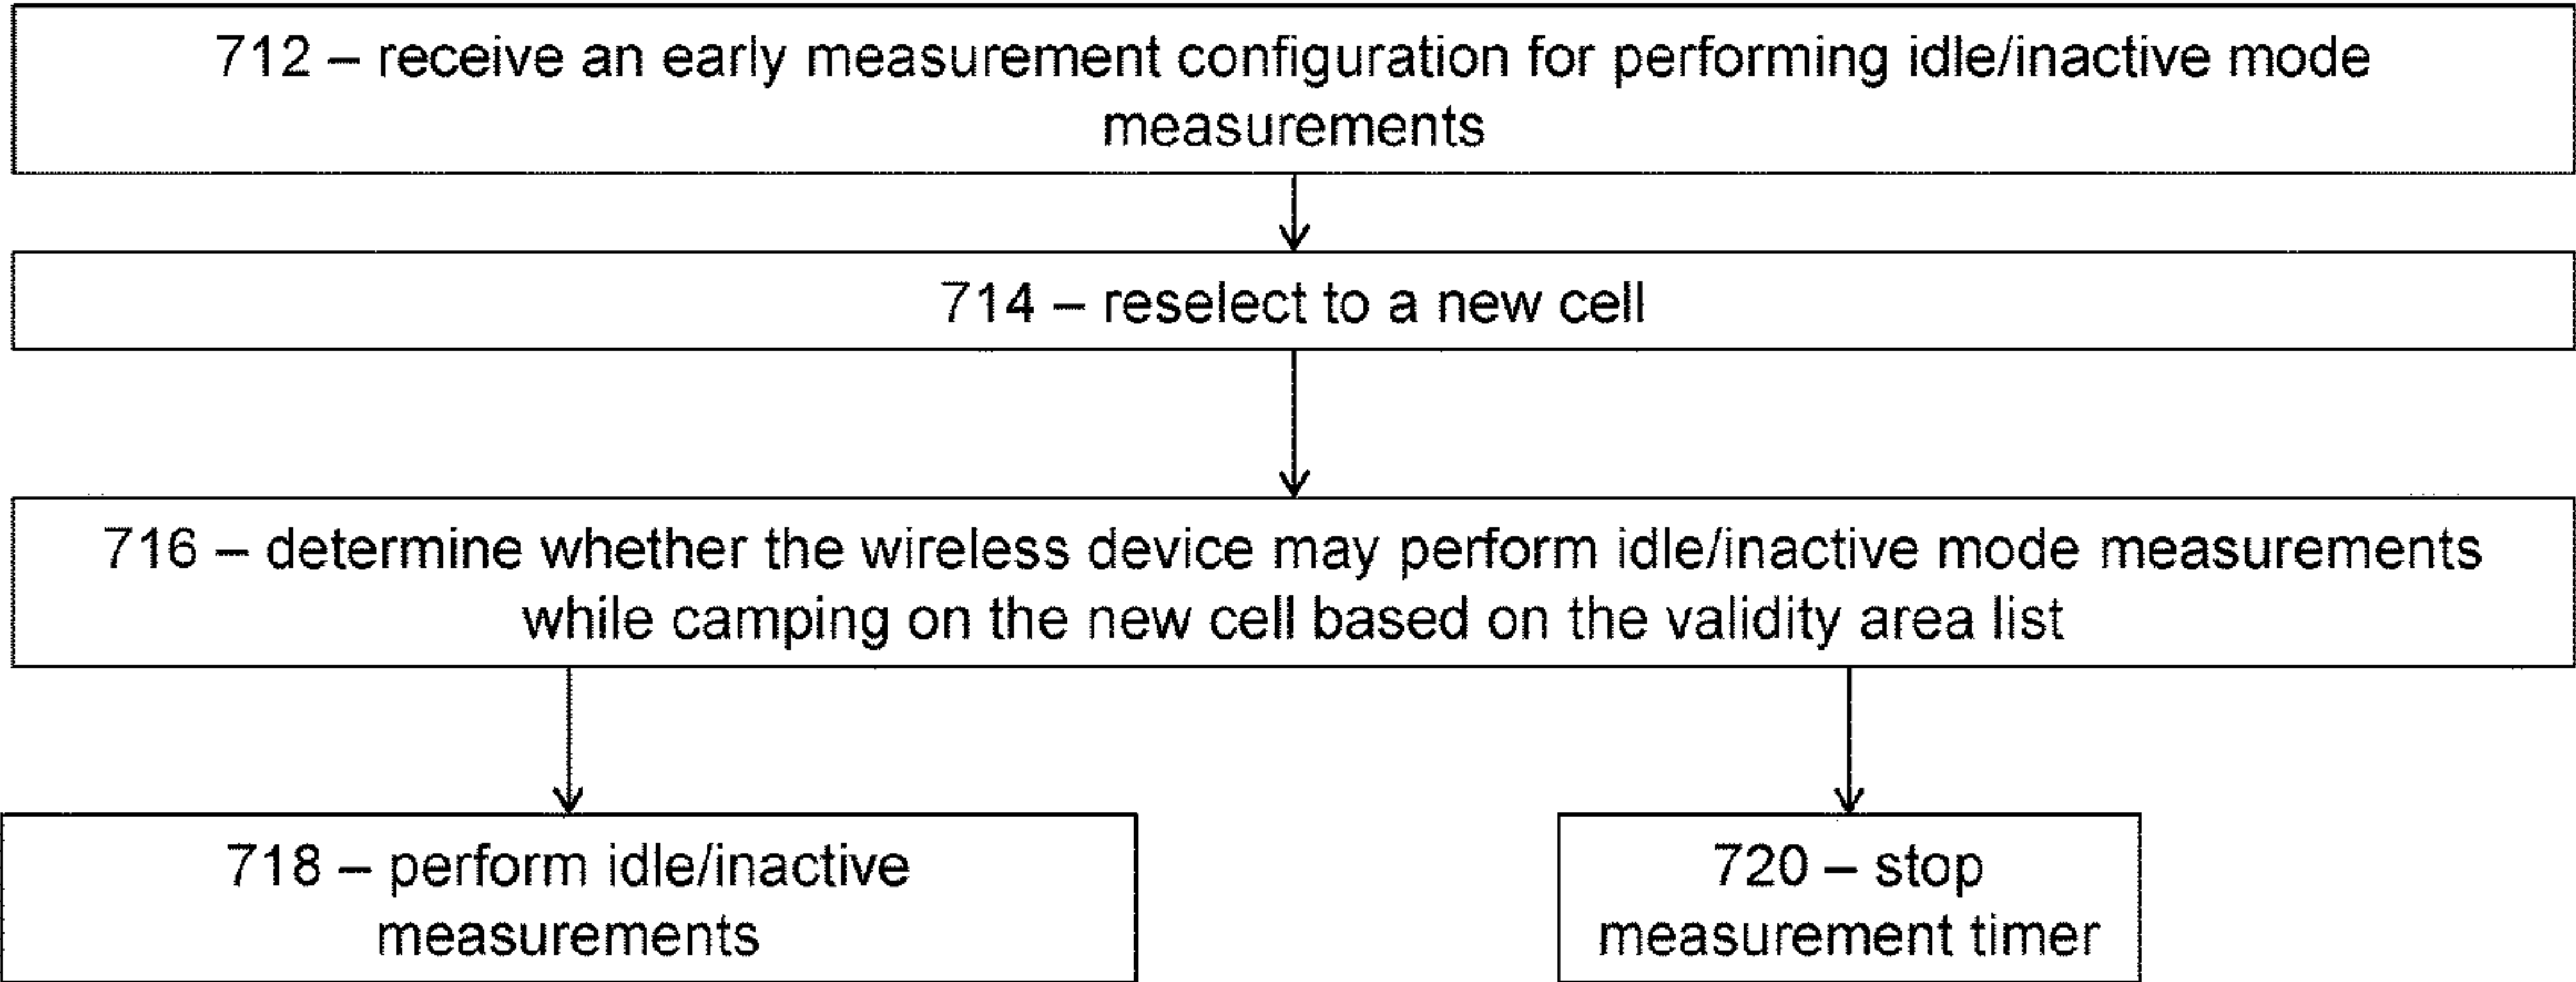 712 – receive an early measurement configuration for performing idle/inactive mode
measurements
714 – reselect to a new cell
716 – determine whether the wireless device may perform idle/inactive mode measurements
while camping on the new cell based on the validity area list
718 – perform idle/inactive
measurements
720 – stop
measurement timer